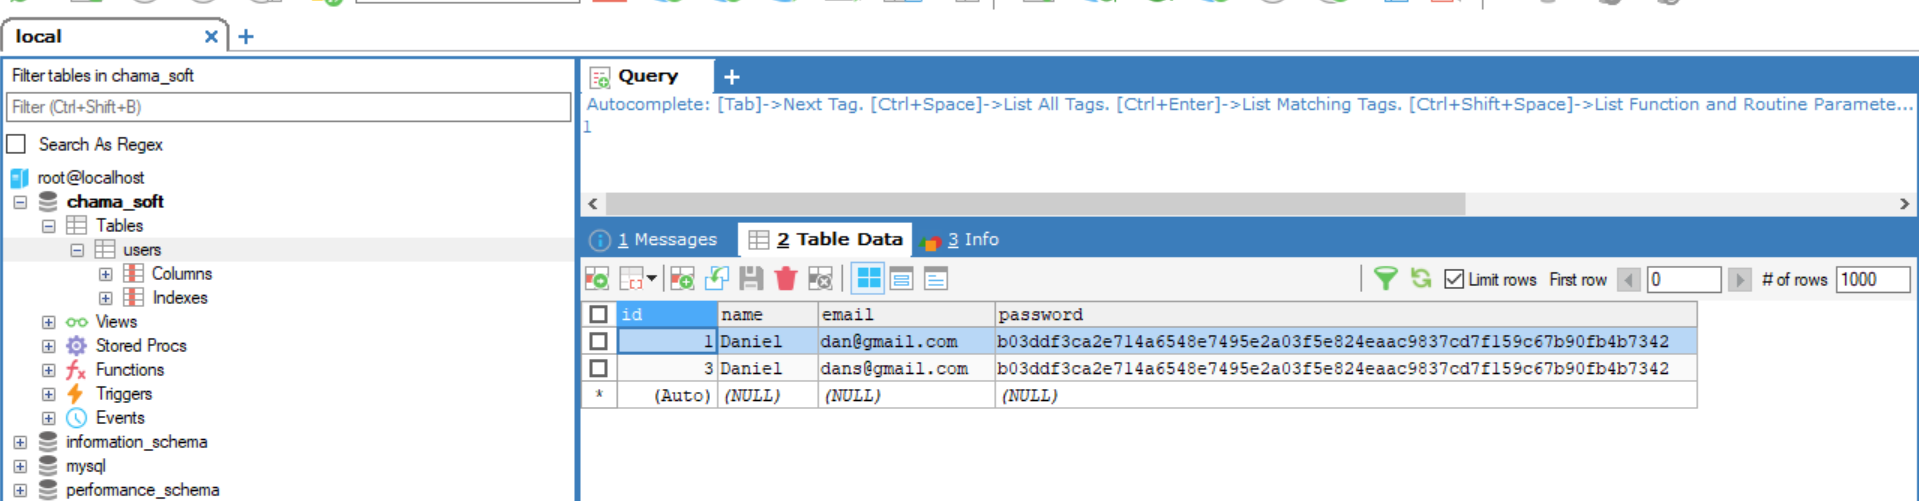 local
Filter tables in chama_soft
Filter (Ctrl+Shift+B)
Search As Regex
root@localhost
chama_soft
Tables
users
Columns
Indexes
Views
Stored Procs
Functions
Triggers
Events
information_schema
mysql
performance_schema
Query
Autocomplete: [Tab]->Next Tag. [Ctrl+Space]->List All Tags. [Ctrl+Enter]->List Matching Tags. [Ctrl+Shift+Space]->List Function and Routine Paramete...
1
1 Messages 2 Table Data 3 Info
Limit rows First row 0 # of rows 1000
id name email password
1 Daniel dan@gmail.com b03ddf3ca2e714a6548e7495e2a03f5e824eaac9837cd7f159c67b90fb4b7342
3 Daniel dans@gmail.com b03ddf3ca2e714a6548e7495e2a03f5e824eaac9837cd7f159c67b90fb4b7342
* (Auto) (NULL) (NULL) (NULL)